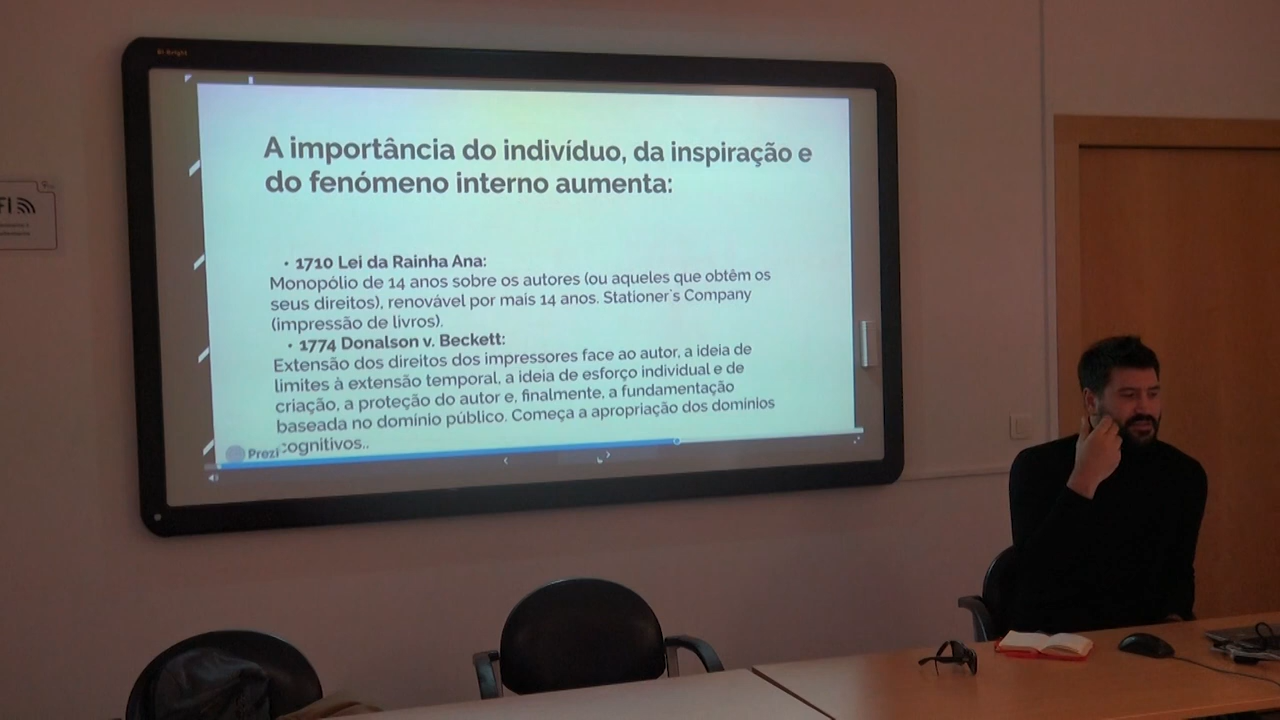 Bi Bright
FI
A importância do indivíduo, da inspiração e
do fenómeno interno aumenta:
• 1710 Lei da Rainha Ana:
Monopólio de 14 anos sobre os autores (ou aqueles que obtêm os
seus direitos), renovável por mais 14 anos. Stationer`s Company
(impressão de livros).
• 1774 Donalson v. Beckett:
Extensão dos direitos dos impressores face ao autor, a ideia de
limites à extensão temporal, a ideia de esforço individual e de
criação, a proteção do autor e, finalmente, a fundamentação
baseada no domínio público. Começa a apropriação dos dominios
cognitivos..
Prezi